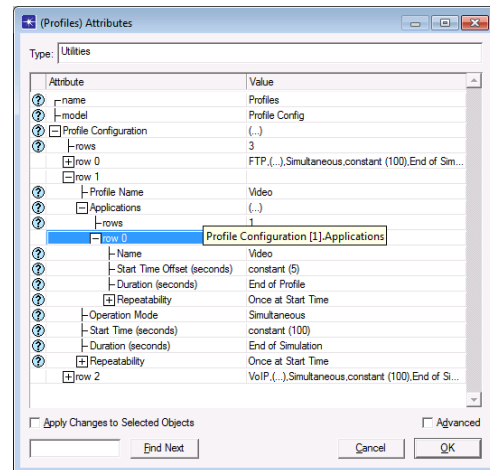 (Profiles) Attributes
Type: Utilities
Attribute Value
name Profiles
model Profile Config
Profile Configuration (...)
rows 3
row 0 FTP,(...),Simultaneous,constant (100),End of Sim...
row 1
Profile Name Video
Applications (...)
rows 1
row 0 Profile Configuration [1].Applications
Name Video
Start Time Offset (seconds) constant (5)
Duration (seconds) End of Profile
Repeatability Once at Start Time
Operation Mode Simultaneous
Start Time (seconds) constant (100)
Duration (seconds) End of Simulation
Repeatability Once at Start Time
row 2 VoIP,(...),Simultaneous,constant (100),End of Si...
Apply Changes to Selected Objects Advanced
Find Next Cancel OK